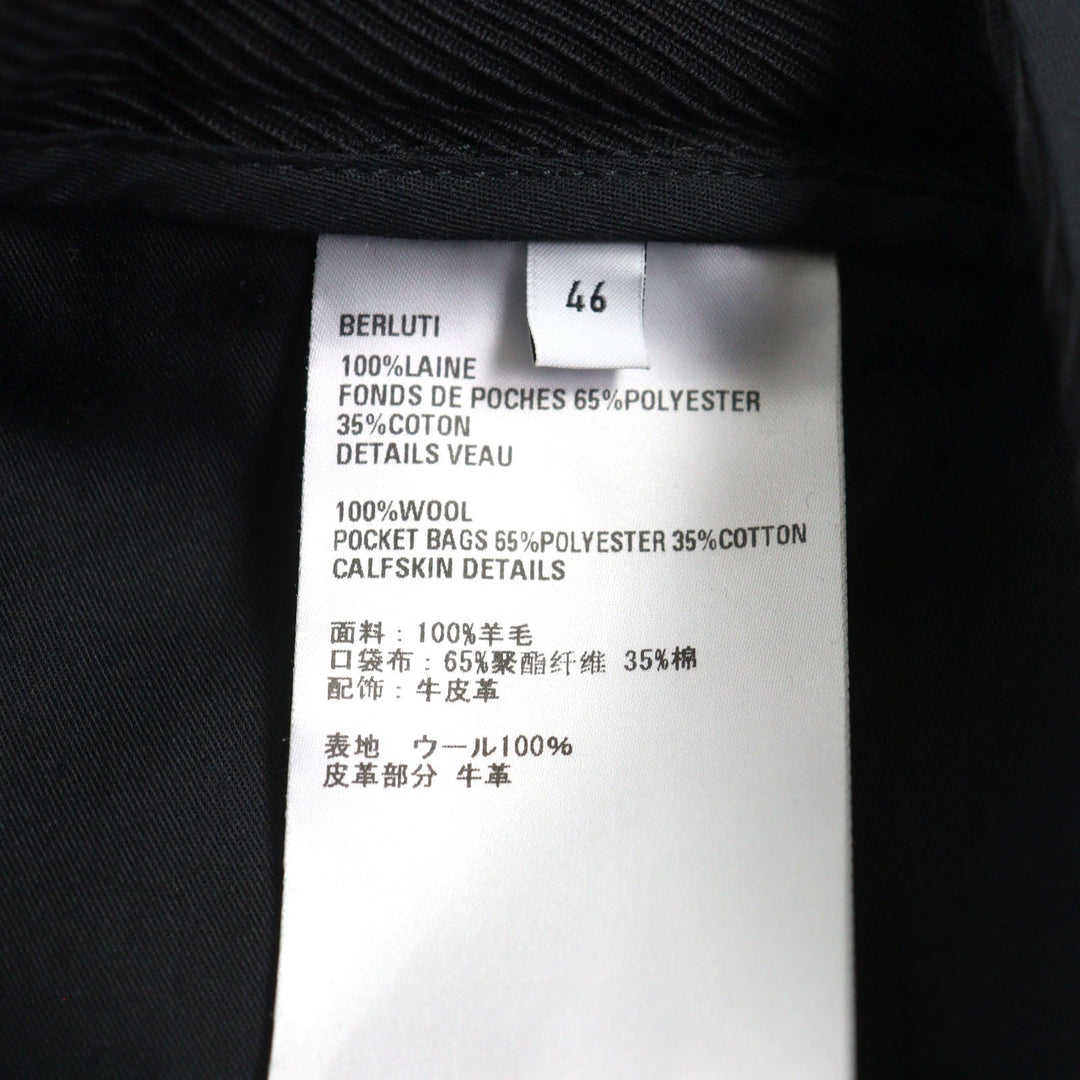 46
BERLUTI
100%LAINE
FONDS DE POCHES 65%POLYESTER
35%COTON
DETAILS VEAU
100%WOOL
POCKET BAGS 65%POLYESTER 35%COTTON
CALFSKIN DETAILS
面料：100%羊毛
口袋布：65%聚酯纤维 35%棉
配饰：牛皮革
表地　ウール100%
皮革部分 牛革